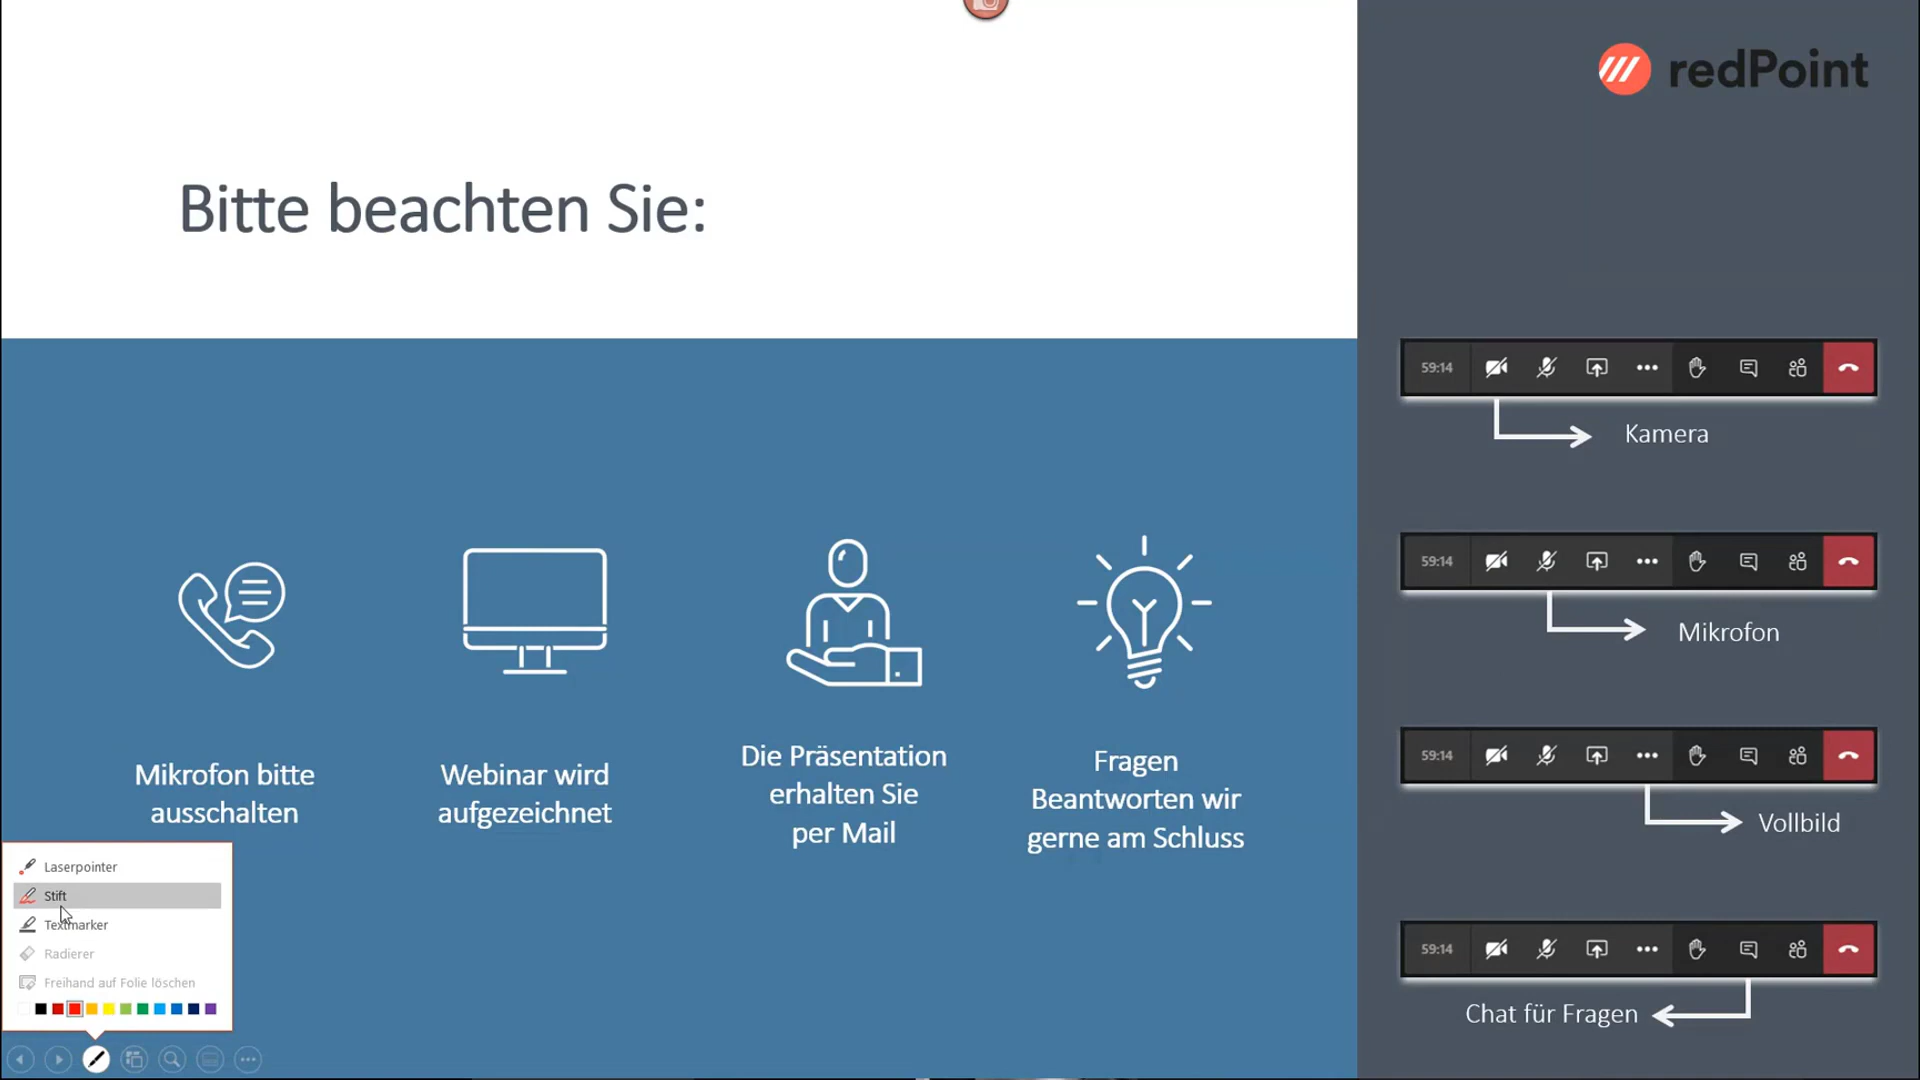 redPoint
Bitte beachten Sie:
Mikrofon bitte
ausschalten
Webinar wird
aufgezeichnet
Die Präsentation
erhalten Sie
per Mail
Fragen
Beantworten wir
gerne am Schluss
59:14
Kamera
59:14
Mikrofon
59:14
Vollbild
59:14
Chat für Fragen
Laserpointer
Stift
Textmarker
Radierer
Freihand auf Folie löschen